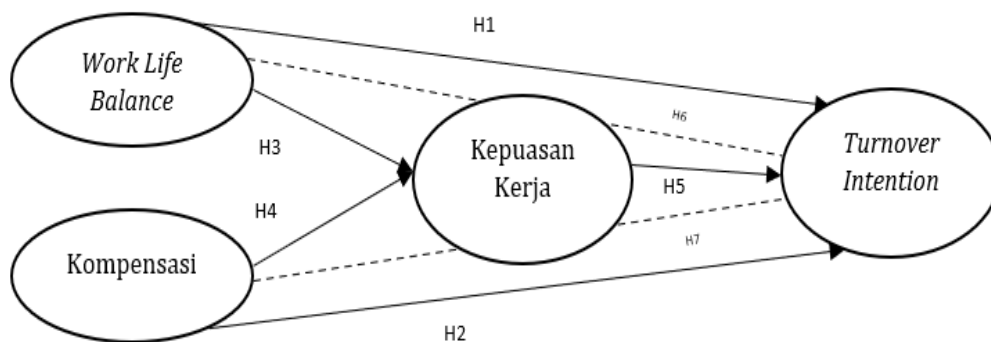 H1
Work Life
Balance
H6
Turnover
Intention
H3
Kepuasan
Kerja
H5
H4
Kompensasi
H7
H2